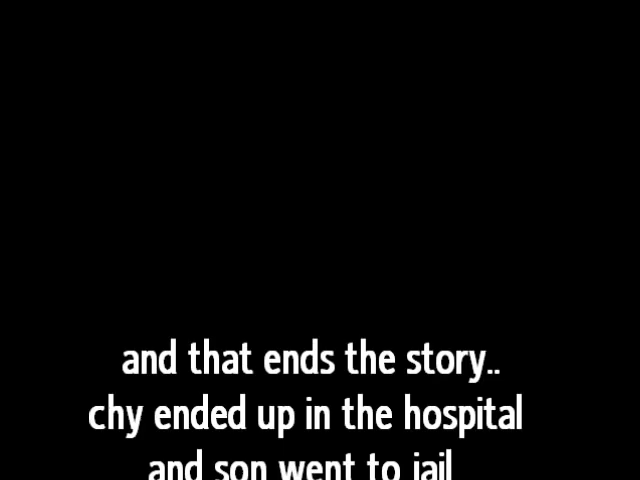 and that ends the story..
chy ended up in the hospital
and son went to jail